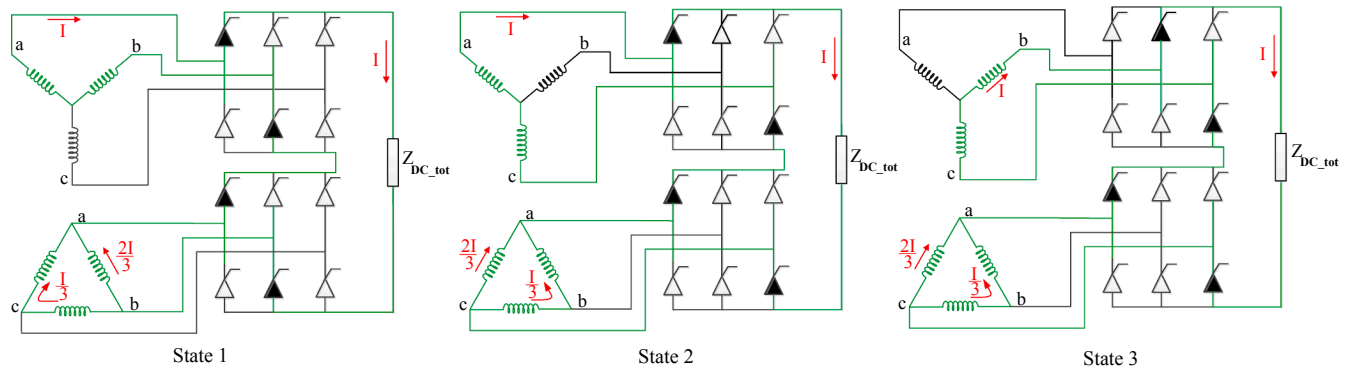 I
a
b
c
I
Z DC_tot
a
2I/3
I/3
c
b
State 1
I
a
b
c
I
Z DC_tot
a
2I/3
I/3
c
b
State 2
a
b
I
c
I
Z DC_tot
a
2I/3
I/3
c
b
State 3